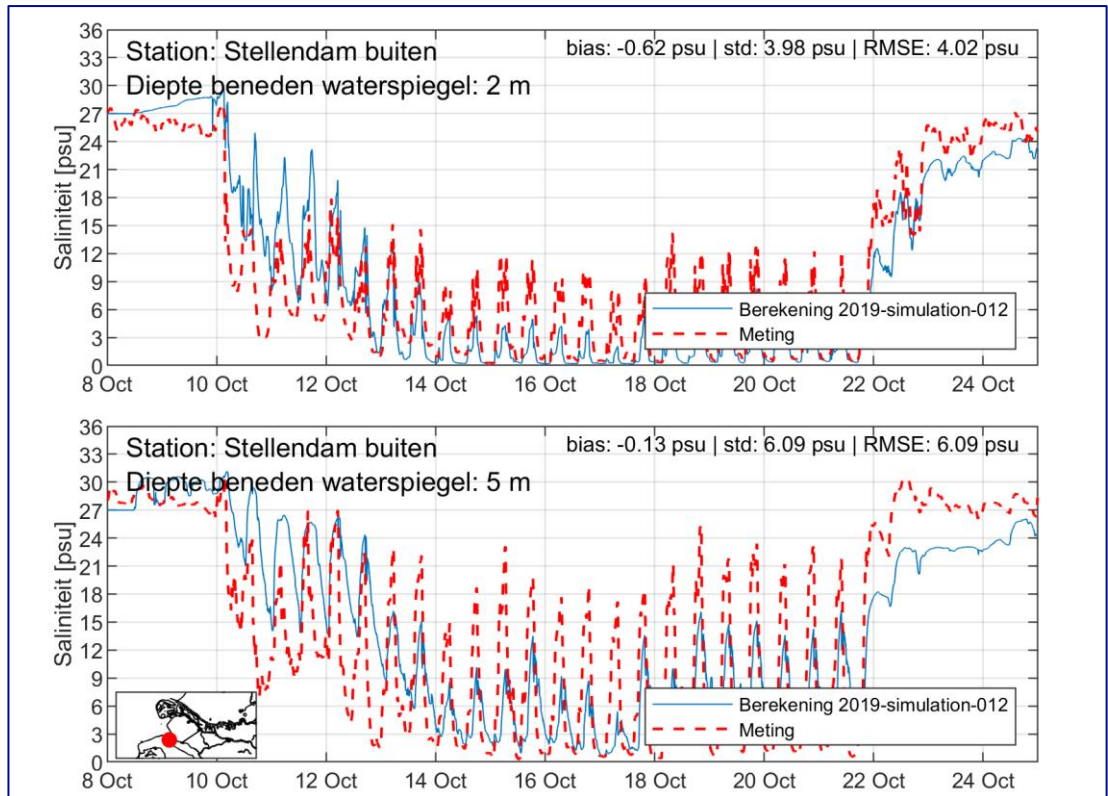 Station: Stellendam buiten
bias: -0.62 psu | std: 3.98 psu | RMSE: 4.02 psu
Diepte beneden waterspiegel: 2 m
Saliniteit [psu]
36
33
30
27
24
21
18
15
12
9
6
3
0
Berekening 2019-simulation-012
Meting
8 Oct 10 Oct 12 Oct 14 Oct 16 Oct 18 Oct 20 Oct 22 Oct 24 Oct
Station: Stellendam buiten
bias: -0.13 psu | std: 6.09 psu | RMSE: 6.09 psu
Diepte beneden waterspiegel: 5 m
Saliniteit [psu]
36
33
30
27
24
21
18
15
12
9
6
3
0
Berekening 2019-simulation-012
Meting
8 Oct 10 Oct 12 Oct 14 Oct 16 Oct 18 Oct 20 Oct 22 Oct 24 Oct